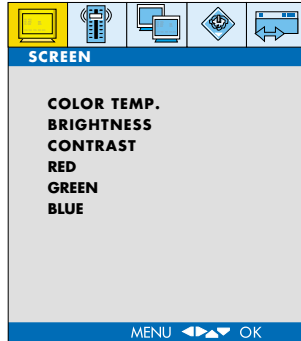 SCREEN
COLOR TEMP.
BRIGHTNESS
CONTRAST
RED
GREEN
BLUE
MENU ◄►▲▼ OK